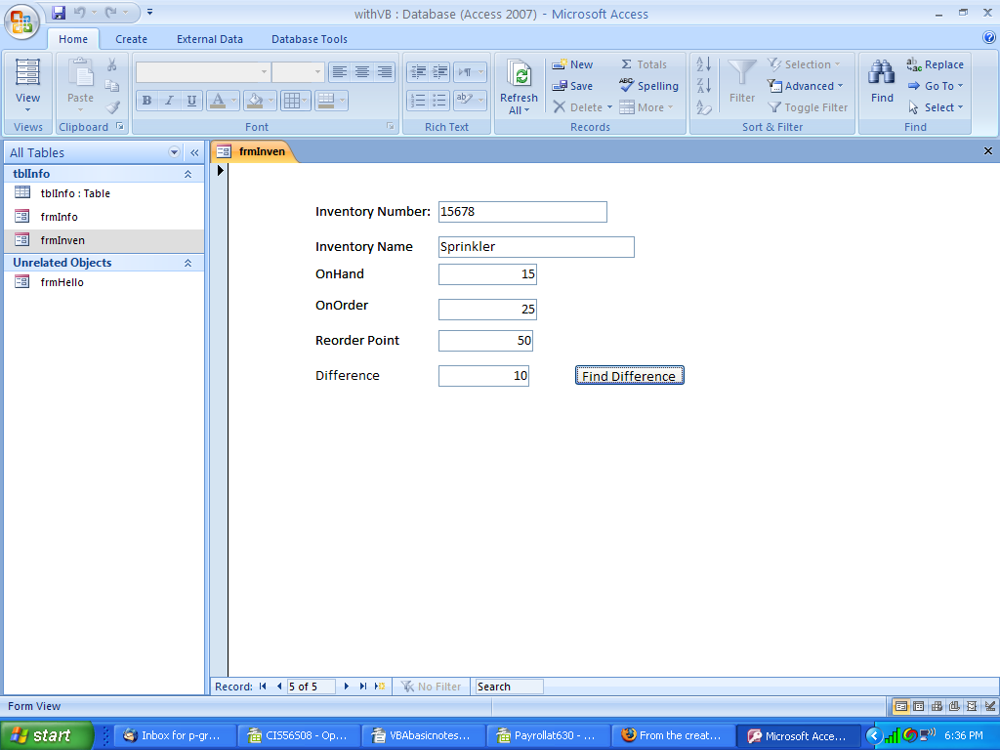 withVB : Database (Access 2007) - Microsoft Access
Home Create External Data Database Tools
View Paste Refresh All New Save Delete Totals Spelling More Filter Selection Advanced Toggle Filter Find Replace Go To Select
B I U A
Views Clipboard Font Rich Text Records Sort & Filter Find
All Tables
tblInfo
tblInfo : Table
frmInfo
frmInven
Unrelated Objects
frmHello
frmInven
Inventory Number: 15678
Inventory Name Sprinkler
OnHand 15
OnOrder 25
Reorder Point 50
Difference 10 Find Difference
Record: 5 of 5 No Filter Search
Form View
start Inbox for p-gr... CIS56S08 - Op... VBAbasicnotes... Payrollat630 - ... From the creat... Microsoft Acce... 6:36 PM